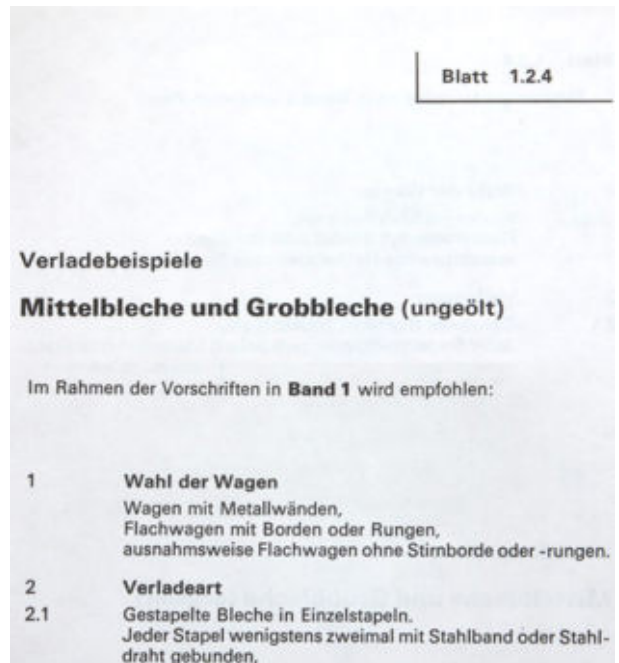 Blatt 1.2.4
Verladebeispiele
Mittelbleche und Grobbleche (ungeölt)
Im Rahmen der Vorschriften in Band 1 wird empfohlen:
1 Wahl der Wagen
Wagen mit Metallwänden,
Flachwagen mit Borden oder Rungen,
ausnahmsweise Flachwagen ohne Stirnborde oder -rungen.
2 Verladeart
2.1 Gestapelte Bleche in Einzelstapeln.
Jeder Stapel wenigstens zweimal mit Stahlband oder Stahl-
draht gebunden,